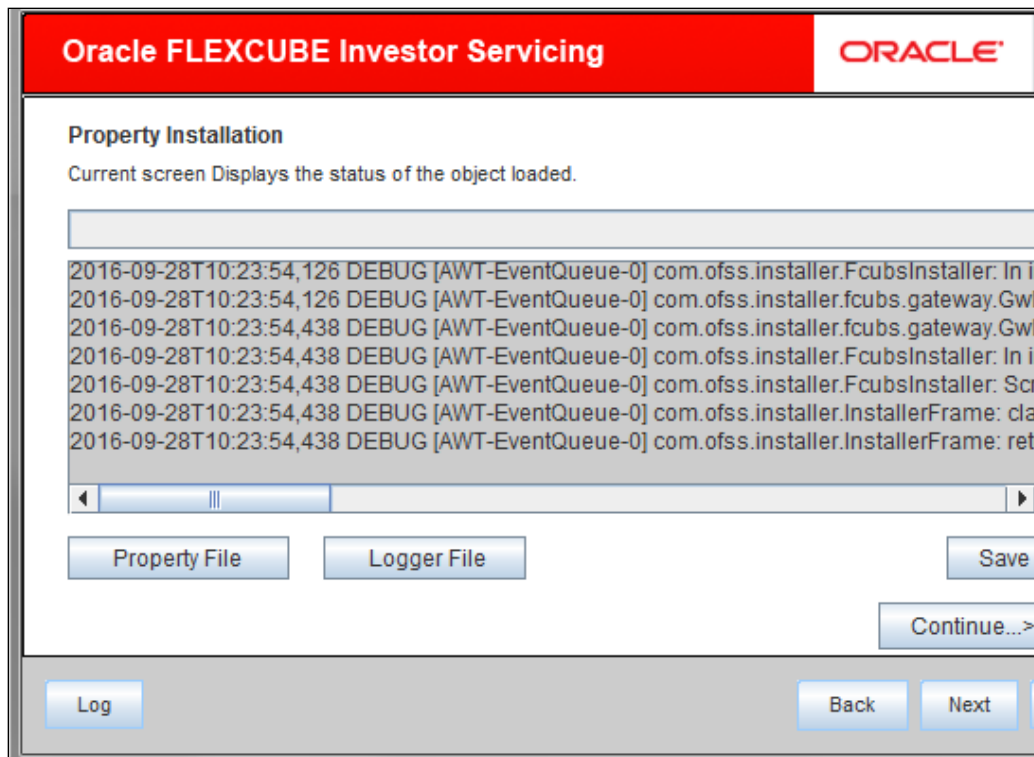 Oracle FLEXCUBE Investor Servicing
ORACLE
Property Installation
Current screen Displays the status of the object loaded.
2016-09-28T10:23:54,126 DEBUG [AWT-EventQueue-0] com.ofss.installer.FcubsInstaller: In
2016-09-28T10:23:54,126 DEBUG [AWT-EventQueue-0] com.ofss.installer.fcubs.gateway.Gw
2016-09-28T10:23:54,438 DEBUG [AWT-EventQueue-0] com.ofss.installer.fcubs.gateway.Gw
2016-09-28T10:23:54,438 DEBUG [AWT-EventQueue-0] com.ofss.installer.FcubsInstaller: In
2016-09-28T10:23:54,438 DEBUG [AWT-EventQueue-0] com.ofss.installer.FcubsInstaller: Scr
2016-09-28T10:23:54,438 DEBUG [AWT-EventQueue-0] com.ofss.installer.InstallerFrame: cla
2016-09-28T10:23:54,438 DEBUG [AWT-EventQueue-0] com.ofss.installer.InstallerFrame: ret
Property File Logger File Save
Continue...>
Log Back Next